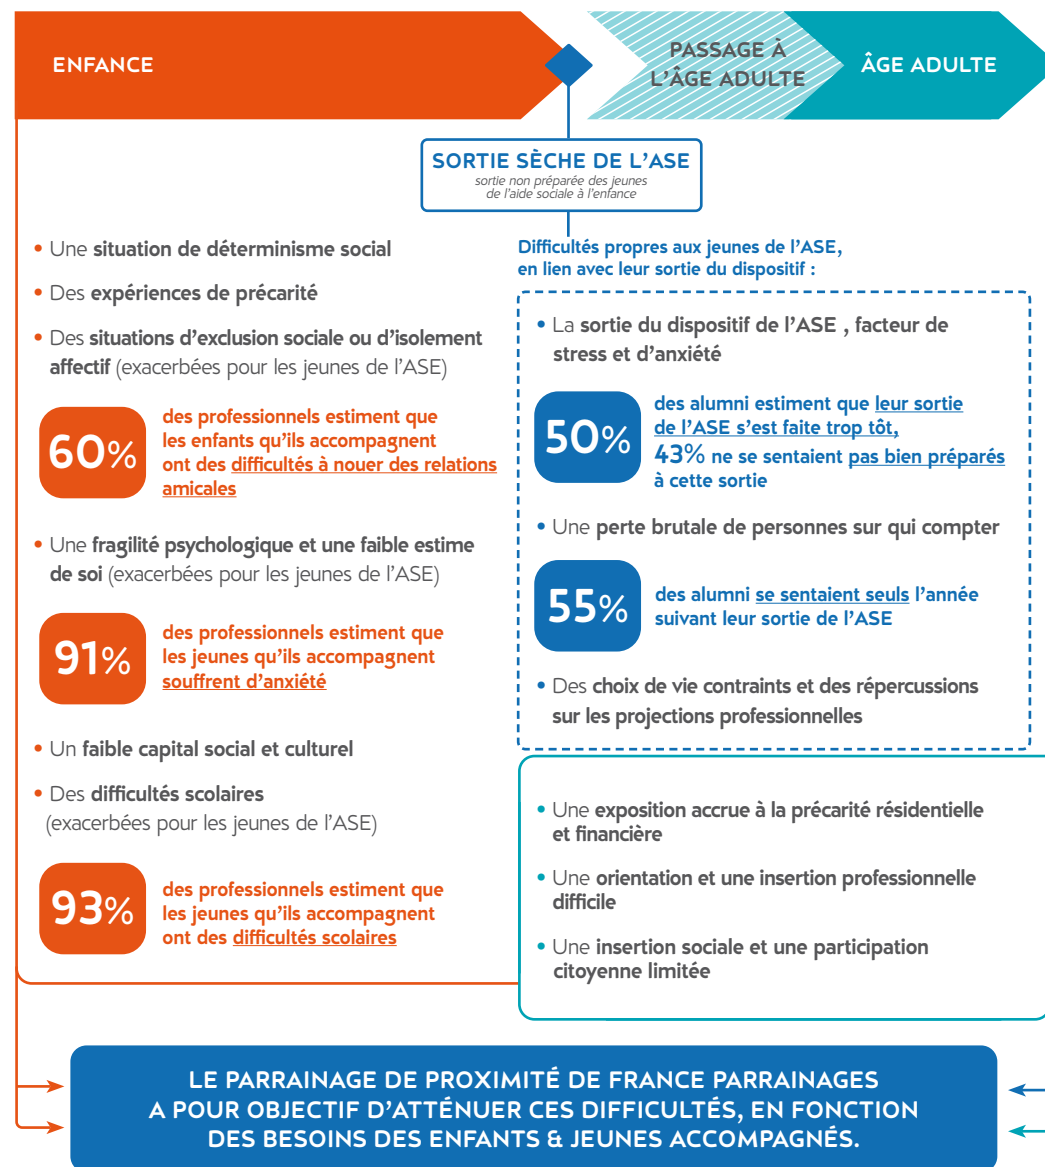 ENFANCE
PASSAGE À
L'ÂGE ADULTE
ÂGE ADULTE
SORTIE SÈCHE DE L'ASE
sortie non préparée des jeunes
de l'aide sociale à l'enfance
• Une situation de déterminisme social
• Des expériences de précarité
• Des situations d'exclusion sociale ou d'isolement
affectif (exacerbées pour les jeunes de l'ASE)
60%
des professionnels estiment que
les enfants qu'ils accompagnent
ont des difficultés à nouer des relations
amicales
• Une fragilité psychologique et une faible estime
de soi (exacerbées pour les jeunes de l'ASE)
91%
des professionnels estiment que
les jeunes qu'ils accompagnent
souffrent d'anxiété
• Un faible capital social et culturel
• Des difficultés scolaires
(exacerbées pour les jeunes de l'ASE)
93%
des professionnels estiment que
les jeunes qu'ils accompagnent
ont des difficultés scolaires
Difficultés propres aux jeunes de l'ASE,
en lien avec leur sortie du dispositif :
• La sortie du dispositif de l'ASE , facteur de
stress et d'anxiété
50%
des alumni estiment que leur sortie
de l'ASE s'est faite trop tôt,
43% ne se sentaient pas bien préparés
à cette sortie
• Une perte brutale de personnes sur qui compter
55%
des alumni se sentaient seuls l'année
suivant leur sortie de l'ASE
• Des choix de vie contraints et des répercussions
sur les projections professionnelles
• Une exposition accrue à la précarité résidentielle
et financière
• Une orientation et une insertion professionnelle
difficile
• Une insertion sociale et une participation
citoyenne limitée
LE PARRAINAGE DE PROXIMITÉ DE FRANCE PARRAINAGES
A POUR OBJECTIF D'ATTÉNUER CES DIFFICULTÉS, EN FONCTION
DES BESOINS DES ENFANTS & JEUNES ACCOMPAGNÉS.